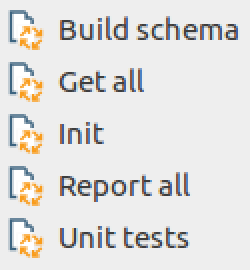 Build schema
Get all
Init
Report all
Unit tests